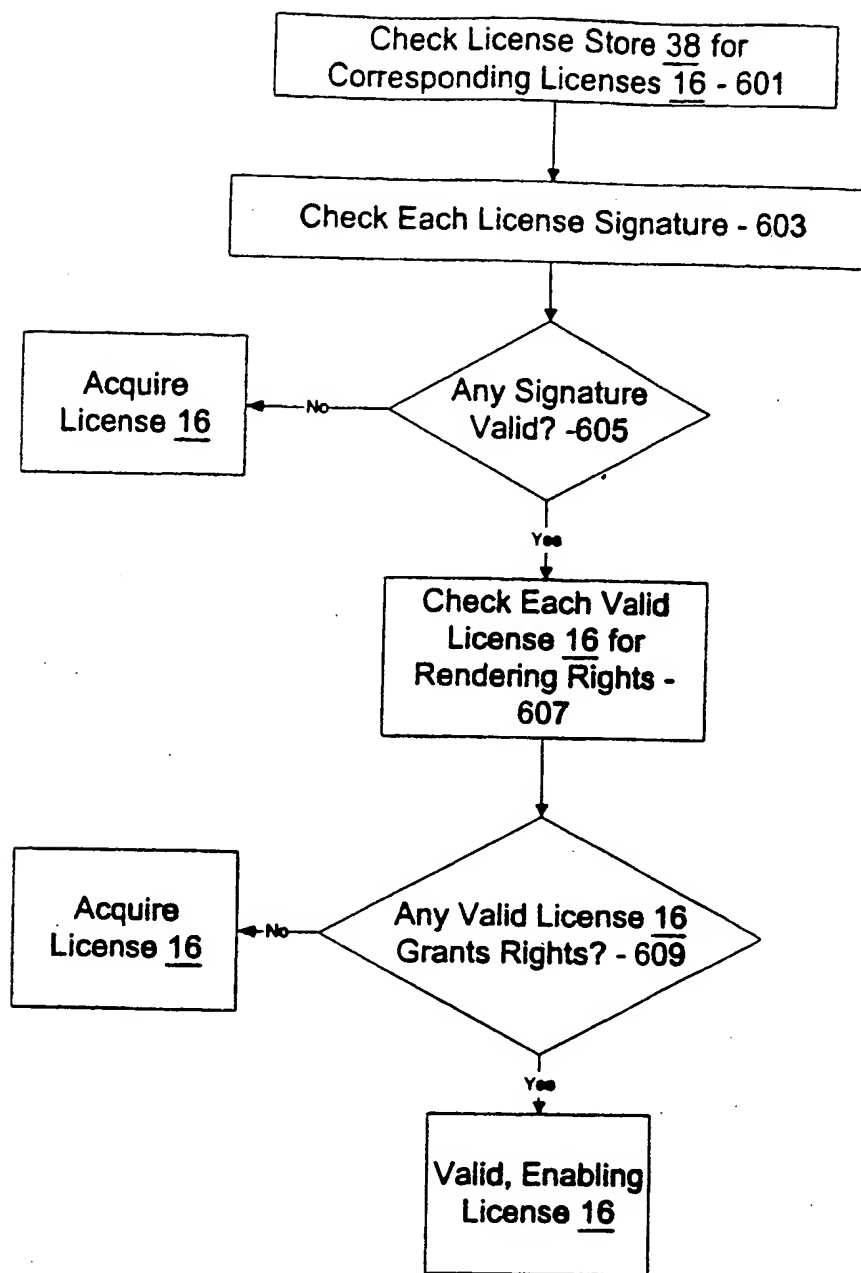 Check License Store 38 for
Corresponding Licenses 16 - 601
Check Each License Signature - 603
Any Signature
Valid? -605
No
Acquire
License 16
Yes
Check Each Valid
License 16 for
Rendering Rights -
607
Any Valid License 16
Grants Rights? - 609
No
Acquire
License 16
Yes
Valid, Enabling
License 16